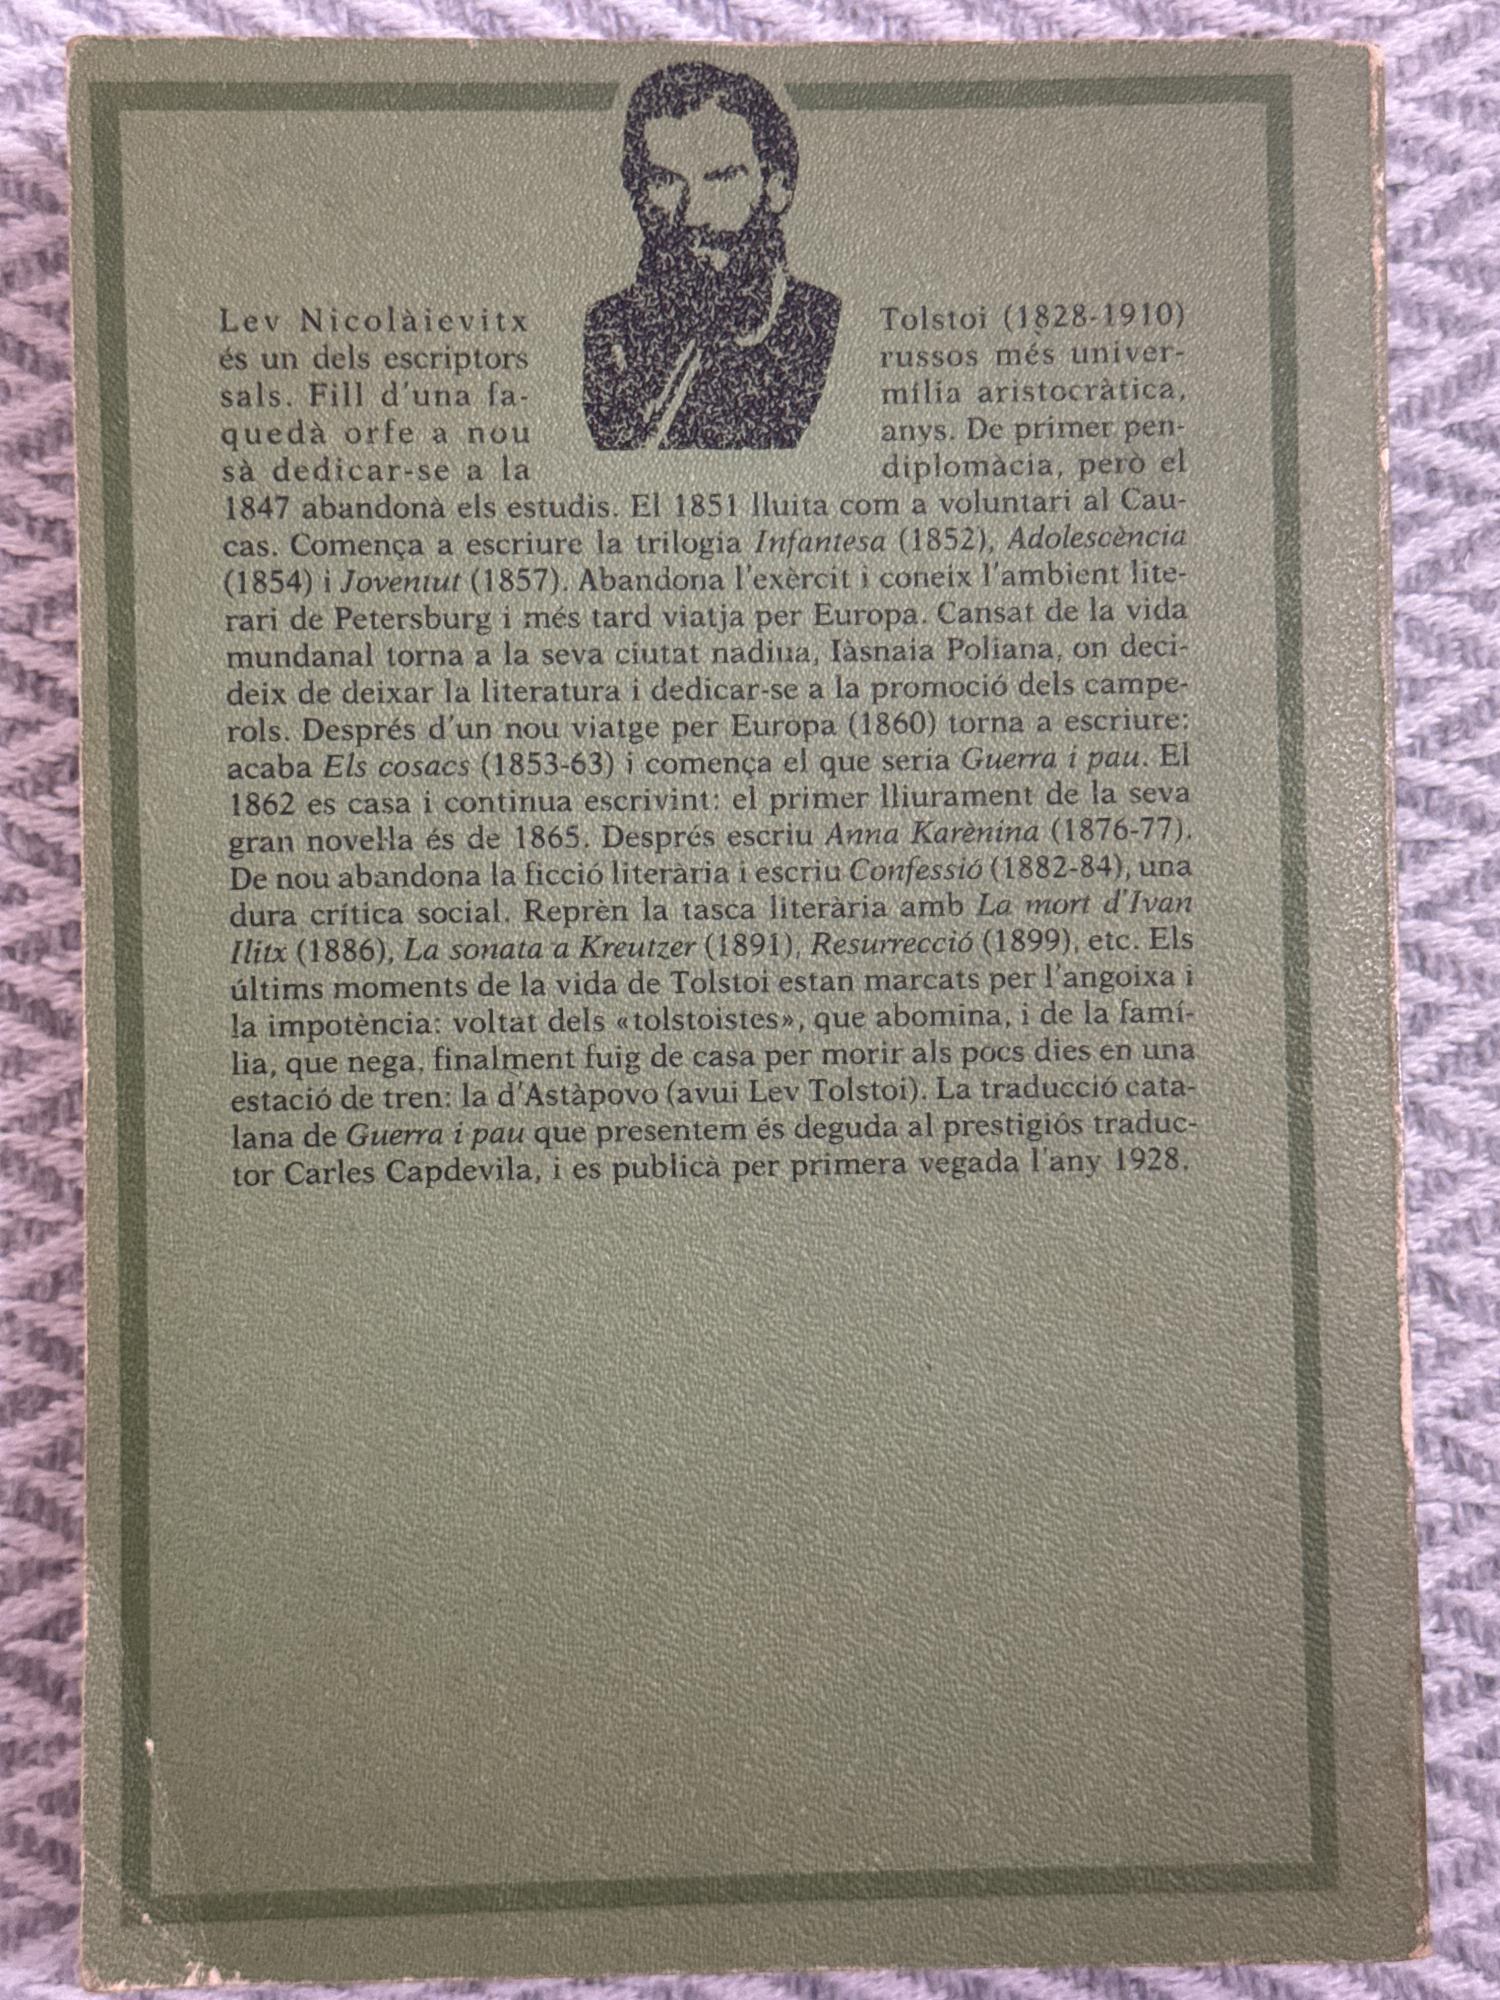 Lev Nicolàievitx Tolstoi (1828-1910)
és un dels escriptors russos més univer-
sals. Fill d'una fa- mília aristocràtica,
quedà orfe a nou anys. De primer pen-
sà dedicar-se a la diplomàcia, però el
1847 abandonà els estudis. El 1851 lluita com a voluntari al Cau-
cas. Comença a escriure la trilogia Infantesa (1852), Adolescència
(1854) i Joventut (1857). Abandona l'exèrcit i coneix l'ambient lite-
rari de Petersburg i més tard viatja per Europa. Cansat de la vida
mundanal torna a la seva ciutat nadiua, Iàsnaia Poliana, on deci-
deix de deixar la literatura i dedicar-se a la promoció dels campe-
rols. Després d'un nou viatge per Europa (1860) torna a escriure:
acaba Els cosacs (1853-63) i comença el que seria Guerra i pau. El
1862 es casa i continua escrivint: el primer lliurament de la seva
gran novel·la és de 1865. Després escriu Anna Karènina (1876-77).
De nou abandona la ficció literària i escriu Confessió (1882-84), una
dura crítica social. Reprèn la tasca literària amb La mort d'Ivan
Ilitx (1886), La sonata a Kreutzer (1891), Resurrecció (1899), etc. Els
últims moments de la vida de Tolstoi estan marcats per l'angoixa i
la impotència: voltat dels «tolstoistes», que abomina, i de la famí-
lia, que nega, finalment fuig de casa per morir als pocs dies en una
estació de tren: la d'Astàpovo (avui Lev Tolstoi). La traducció cata-
lana de Guerra i pau que presentem és deguda al prestigiós traduc-
tor Carles Capdevila, i es publicà per primera vegada l'any 1928.